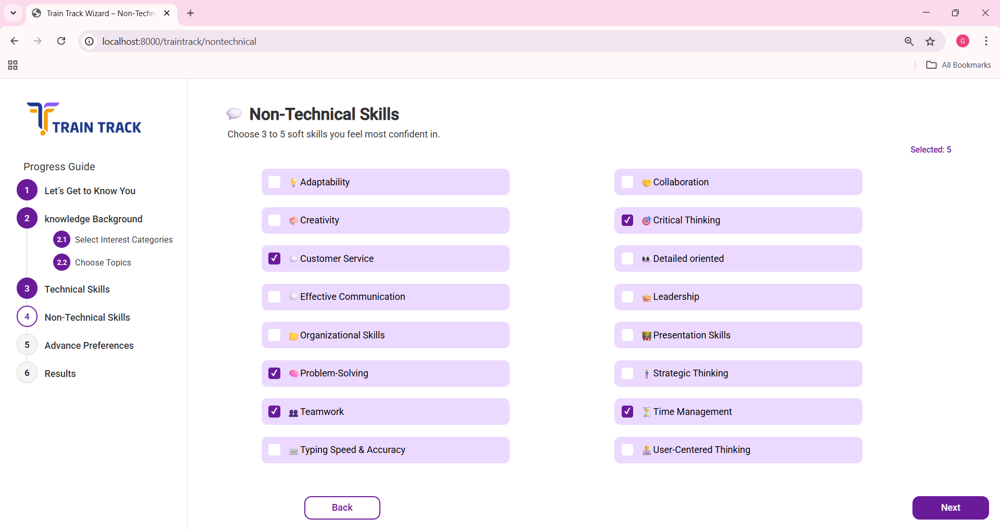 Train Track Wizard – Non-Techn
localhost:8000/traintrack/nontechnical
G
All Bookmarks
TRAIN TRACK
Progress Guide
1 Let's Get to Know You
2 knowledge Background
2.1 Select Interest Categories
2.2 Choose Topics
3 Technical Skills
4 Non-Technical Skills
5 Advance Preferences
6 Results
Non-Technical Skills
Choose 3 to 5 soft skills you feel most confident in.
Selected: 5
Adaptability
Collaboration
Creativity
Critical Thinking
Customer Service
Detailed oriented
Effective Communication
Leadership
Organizational Skills
Presentation Skills
Problem-Solving
Strategic Thinking
Teamwork
Time Management
Typing Speed & Accuracy
User-Centered Thinking
Back
Next